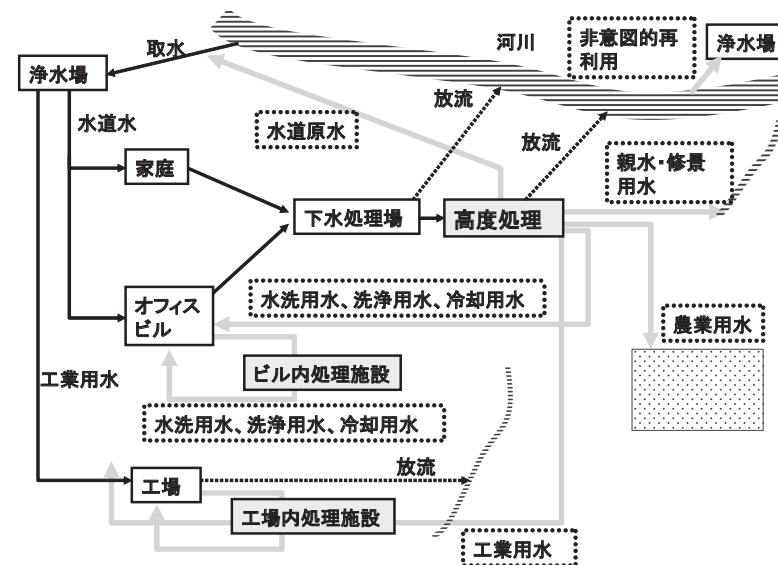 取水
河川
非意図的再
利用
浄水場
浄水場
放流
水道水
水道原水
放流
親水・修景
用水
家庭
下水処理場
高度処理
オフィス
ビル
水洗用水、洗浄用水、冷却用水
農業用水
工業用水
ビル内処理施設
水洗用水、洗浄用水、冷却用水
放流
工場
工場内処理施設
工業用水